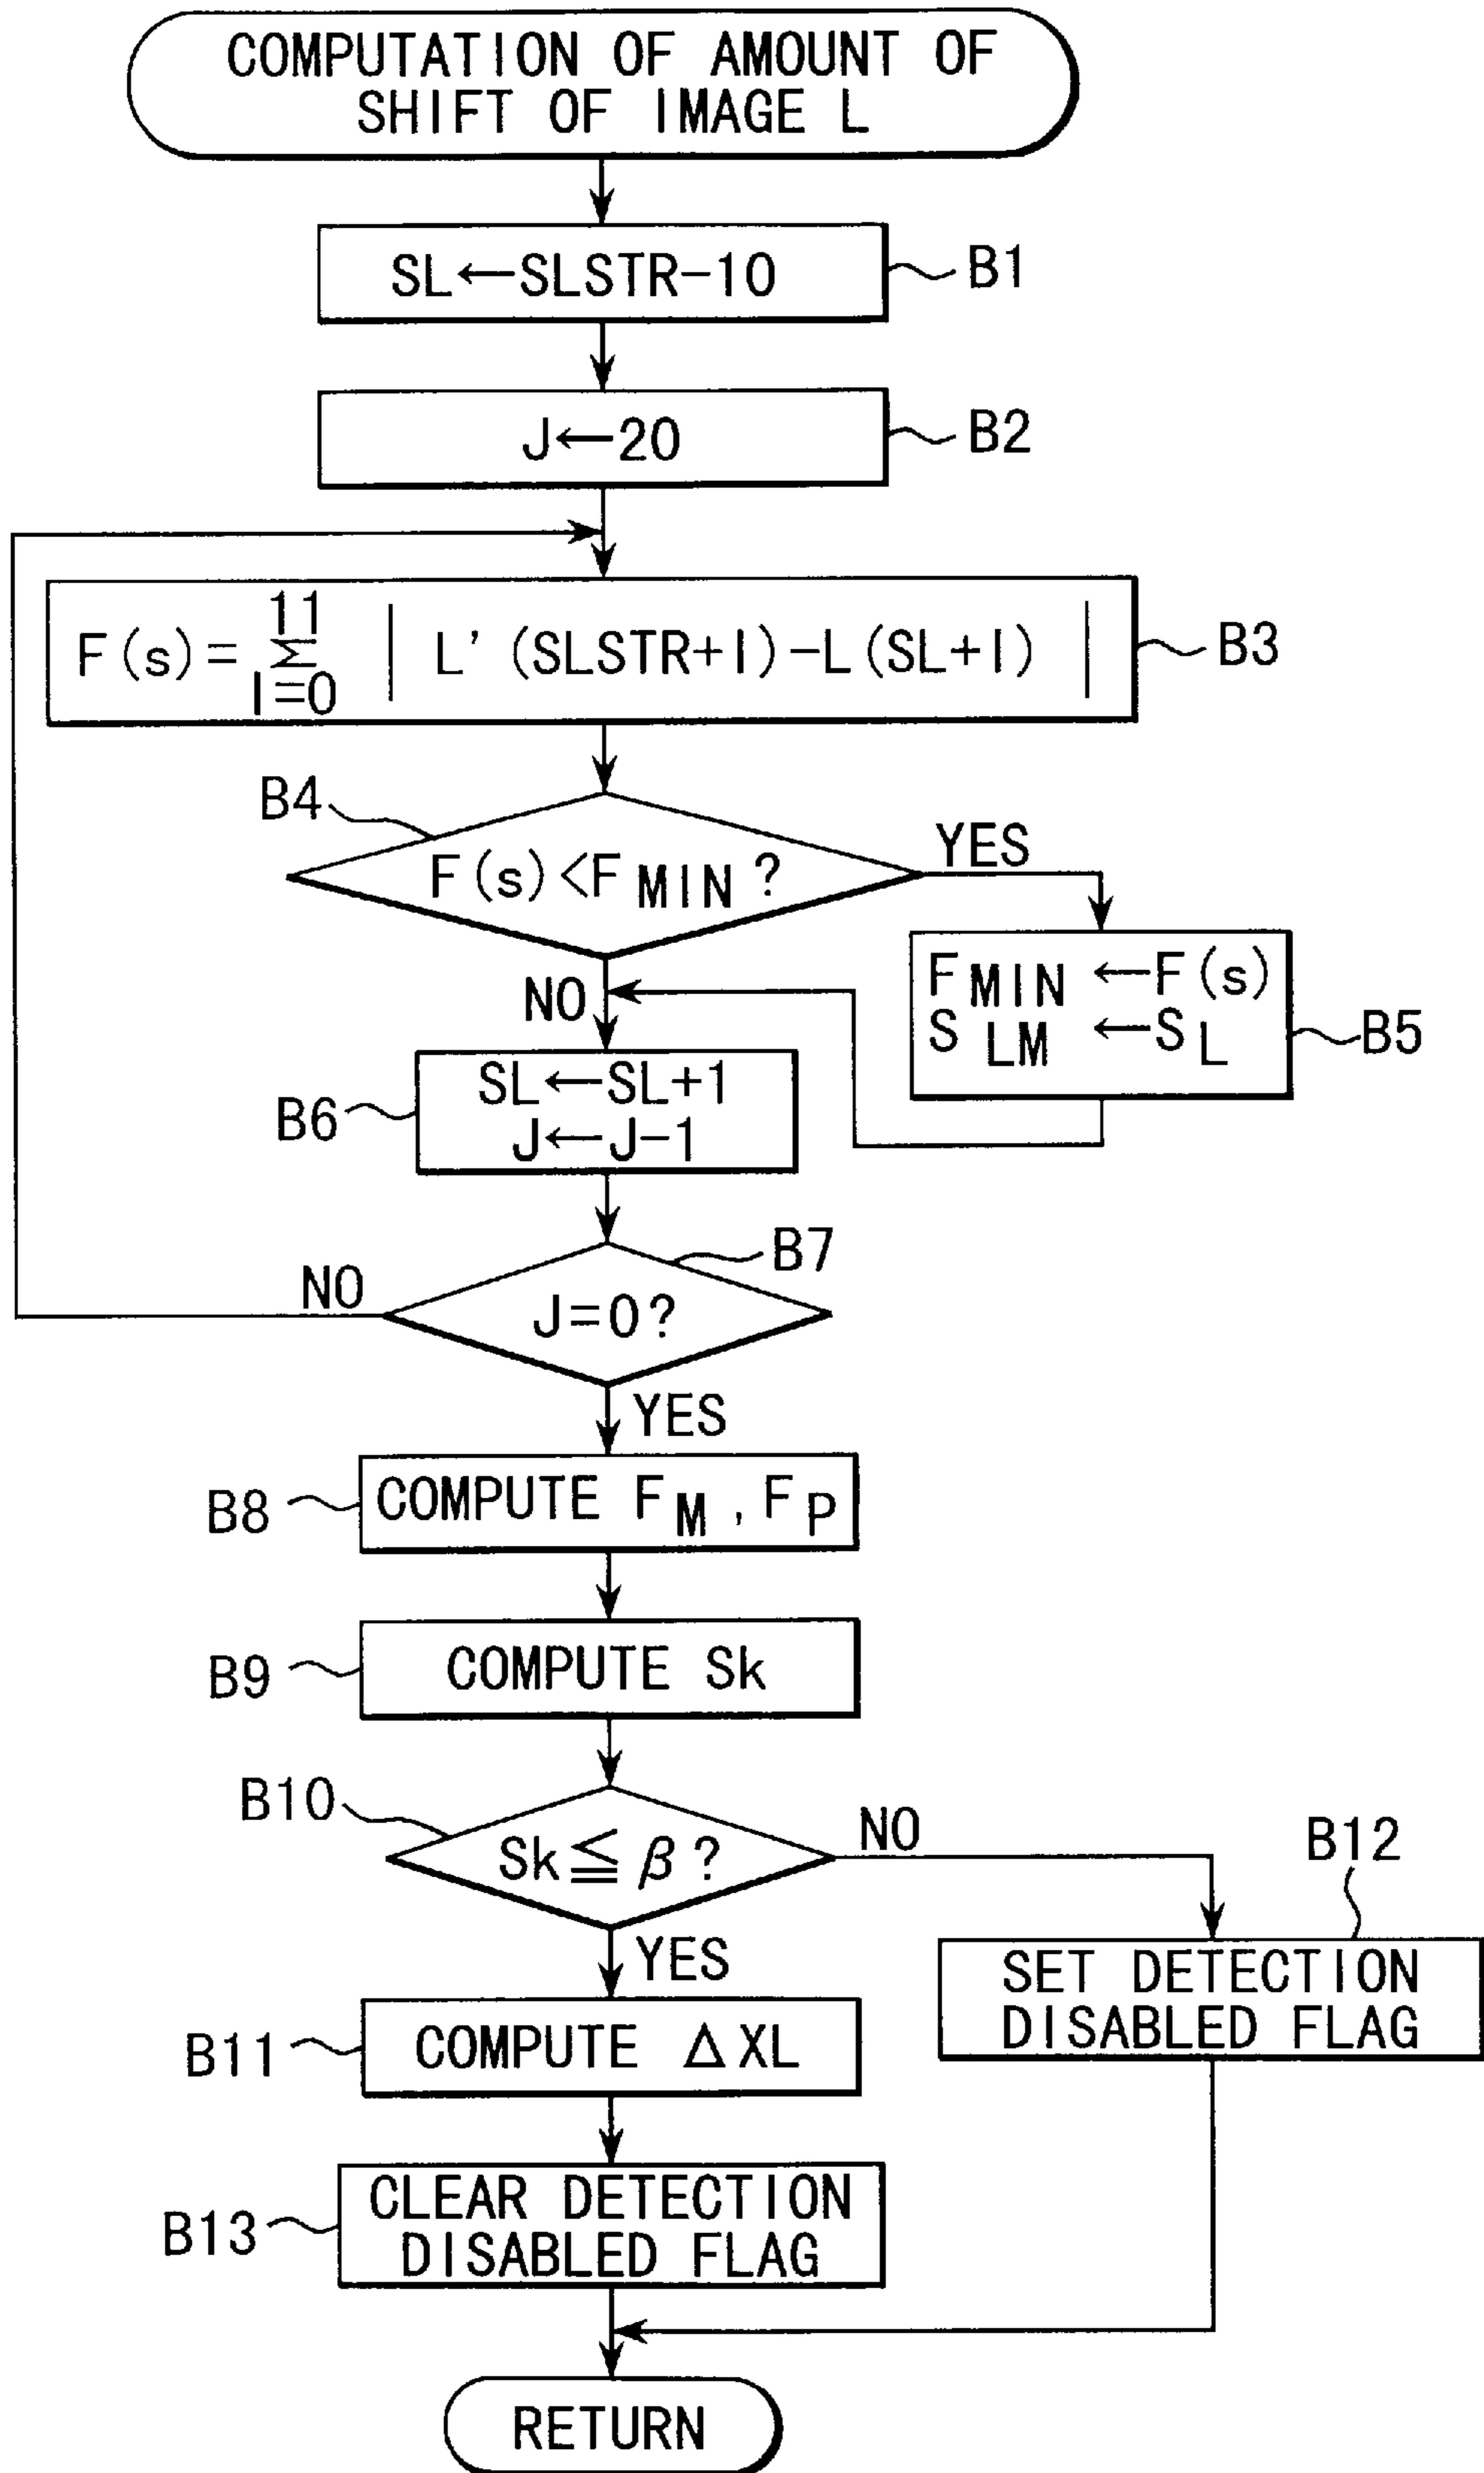 COMPUTATION OF AMOUNT OF
SHIFT OF IMAGE L
SL←SLSTR-10
B1
J←20
B2
F(s)=Σ(I=0 to 11) | L'(SLSTR+I)-L(SL+I) |
B3
B4
F(s)<F MIN ?
YES
NO
F MIN ←F(s)
S LM ←S L
B5
SL←SL+1
J←J-1
B6
B7
J=0?
NO
YES
COMPUTE F M , F P
B8
COMPUTE Sk
B9
B10
Sk≦β?
NO
YES
B12
SET DETECTION
DISABLED FLAG
COMPUTE ΔXL
B11
CLEAR DETECTION
DISABLED FLAG
B13
RETURN